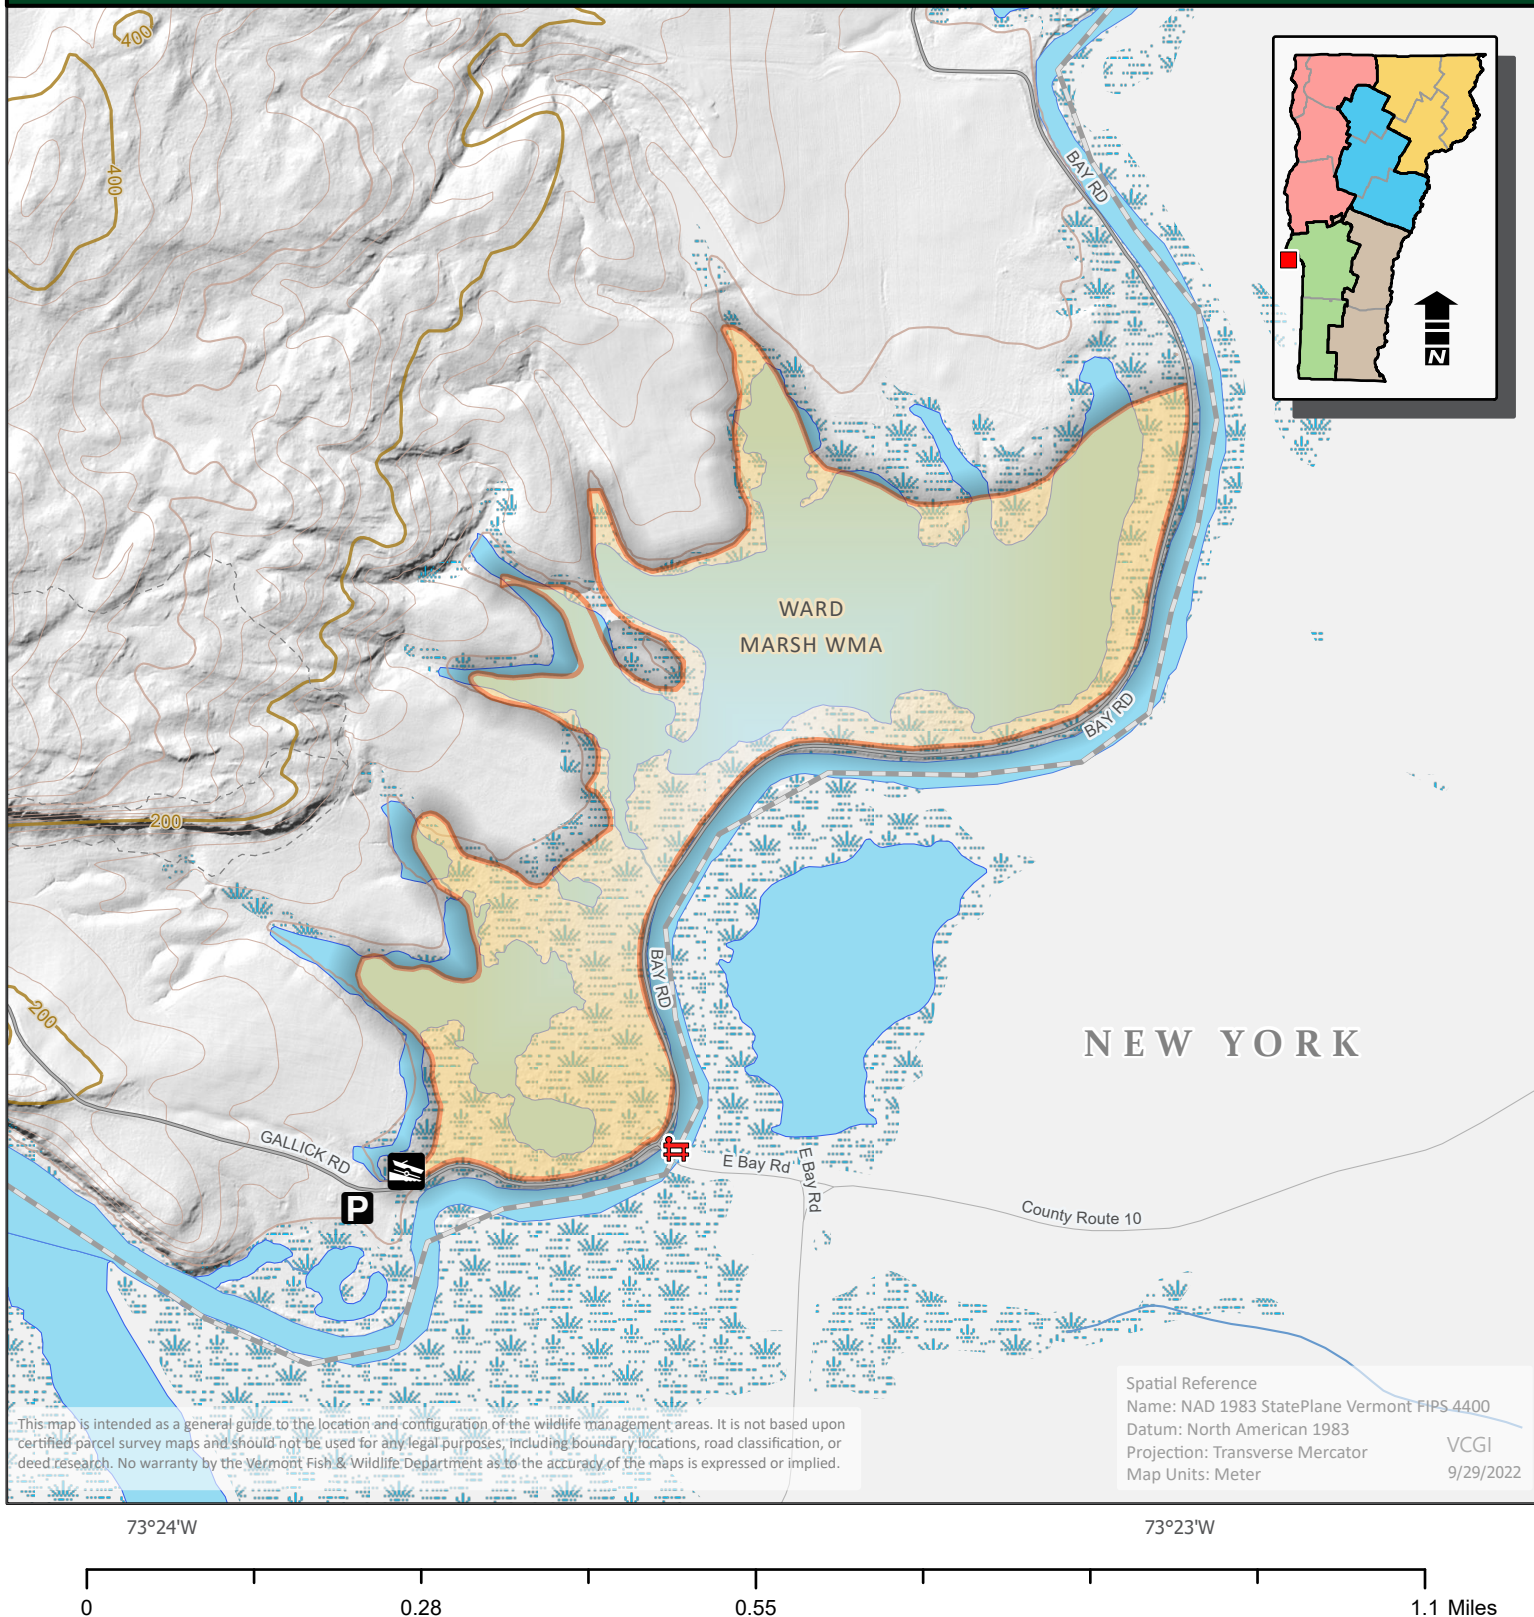 400
400
BAY RD
N
WARD
MARSH WMA
BAY RD
200
BAY RD
200
NEW YORK
GALLICK RD
P
E Bay Rd
E Bay Rd
County Route 10
This map is intended as a general guide to the location and configuration of the wildlife management areas. It is not based upon
certified parcel survey maps and should not be used for any legal purposes, including boundary locations, road classification, or
deed research. No warranty by the Vermont Fish & Wildlife Department as to the accuracy of the maps is expressed or implied.
Spatial Reference
Name: NAD 1983 StatePlane Vermont FIPS 4400
Datum: North American 1983
Projection: Transverse Mercator
Map Units: Meter
VCGI
9/29/2022
73°24'W
73°23'W
0
0.28
0.55
1.1 Miles